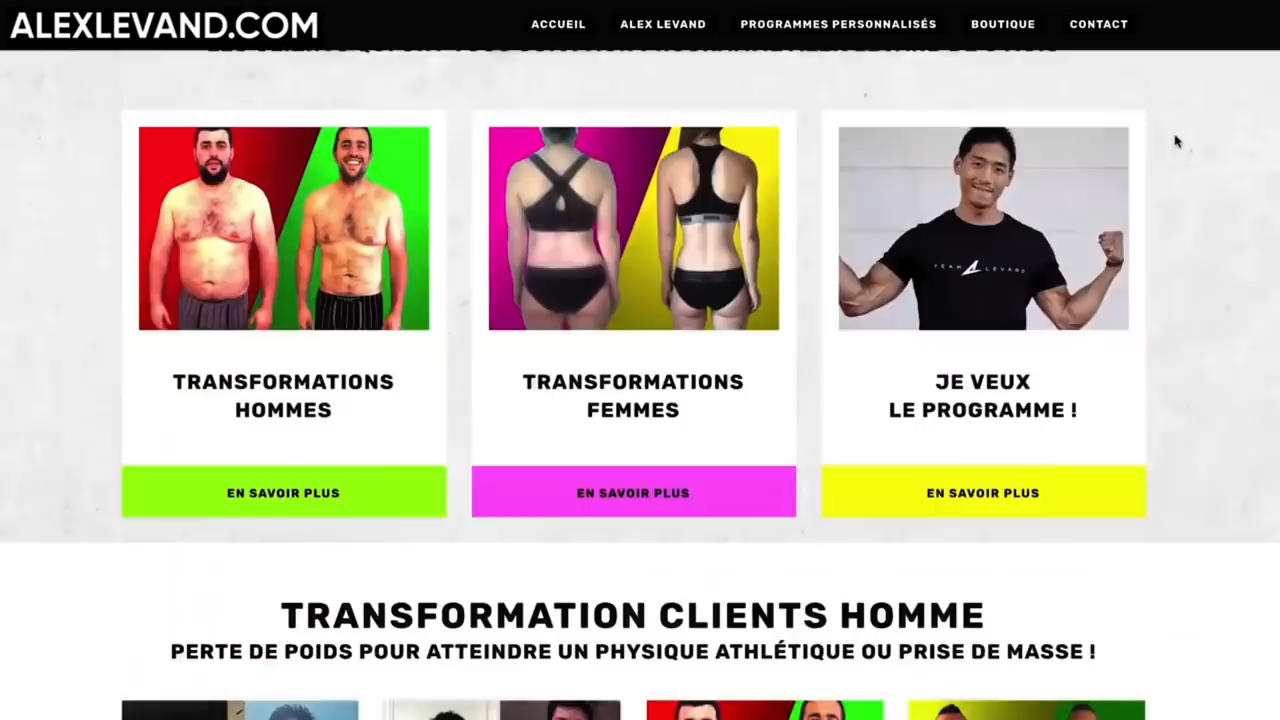 ALEXLEVAND.COM
ACCUEIL
ALEX LEVAND
PROGRAMMES PERSONNALISÉS
BOUTIQUE
CONTACT
TEAM LEVAND
TRANSFORMATIONS
HOMMES
TRANSFORMATIONS
FEMMES
JE VEUX
LE PROGRAMME !
EN SAVOIR PLUS
EN SAVOIR PLUS
EN SAVOIR PLUS
TRANSFORMATION CLIENTS HOMME
PERTE DE POIDS POUR ATTEINDRE UN PHYSIQUE ATHLÉTIQUE OU PRISE DE MASSE !